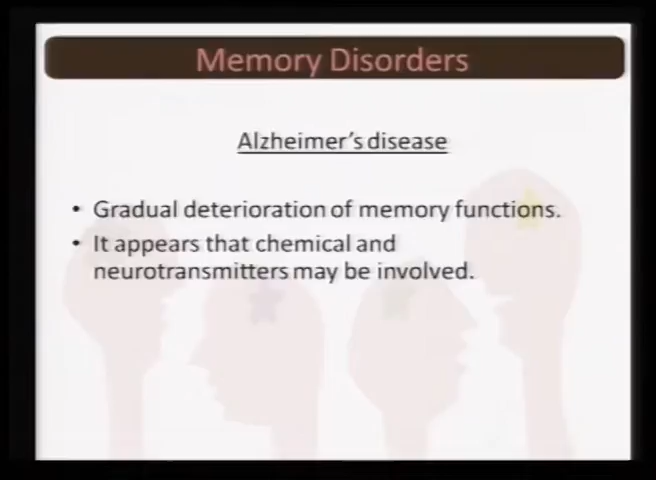 Memory Disorders
Alzheimer's disease
• Gradual deterioration of memory functions.
• It appears that chemical and
neurotransmitters may be involved.